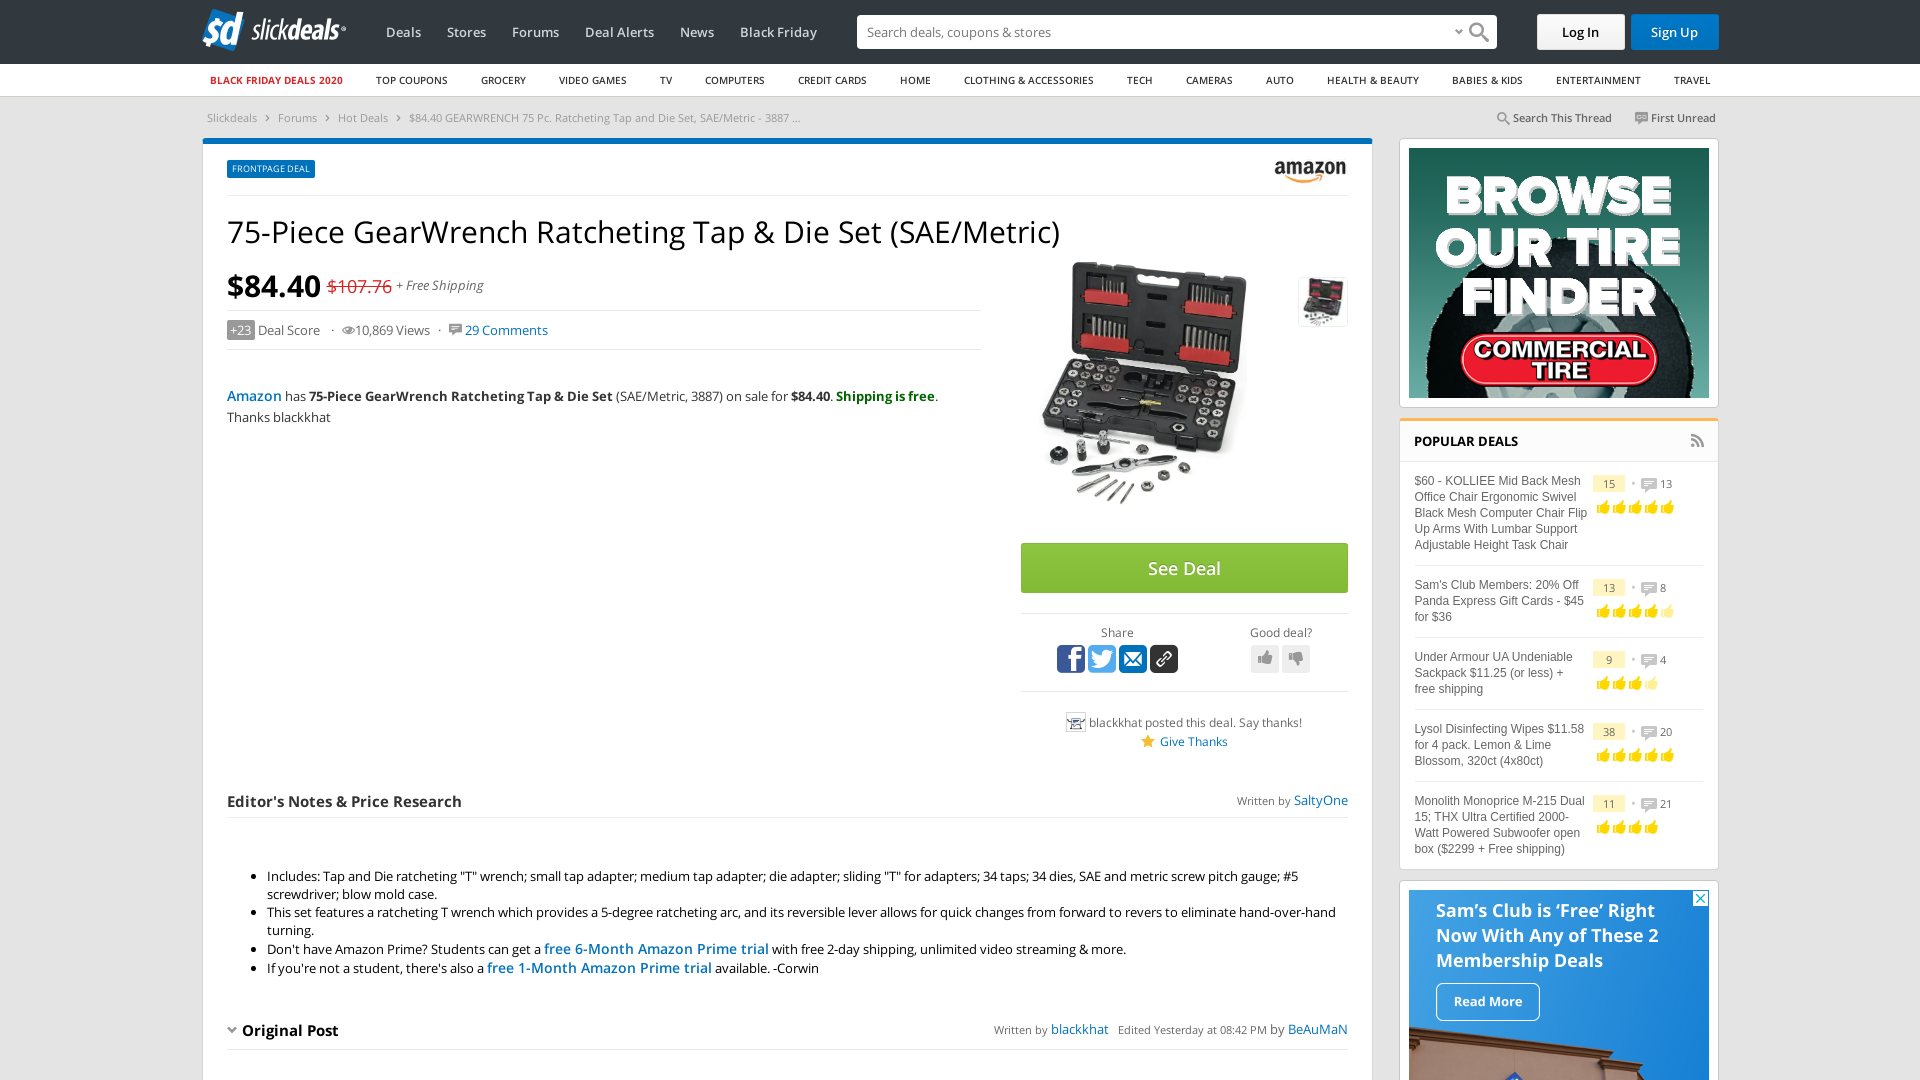 slickdeals
Deals
Stores
Forums
Deal Alerts
News
Black Friday
Search deals, coupons & shops
Log In
Sign Up
BLACK FRIDAY DEALS 2020
TOP COUPONS
GROCERY
VIDEO GAMES
TV
COMPUTERS
CREDIT CARDS
HOME
CLOTHING & ACCESSORIES
TECH
CAMERAS
AUTO
HEALTH & BEAUTY
BABIES & KIDS
ENTERTAINMENT
TRAVEL
Slickdeals › Forums › Hot Deals › $84.40 GEARWRENCH 75 Pc. Ratcheting Tap and Die Set, SAE/Metric - 3887 ...
Search This Thread
First Unread
FRONTPAGE DEAL
amazon
75-Piece GearWrench Ratcheting Tap & Die Set (SAE/Metric)
$84.40 $107.76 + Free Shipping
+23 Deal Score · 10,869 Views · 29 Comments
Amazon has 75-Piece GearWrench Ratcheting Tap & Die Set (SAE/Metric, 3887) on sale for $84.40. Shipping is free.
Thanks blackkhat
See Deal
Share
Good deal?
blackkhat posted this deal. Say thanks!
Give Thanks
Editor's Notes & Price Research
Written by SaltyOne
• Includes: Tap and Die ratcheting "T" wrench; small tap adapter; medium tap adapter; die adapter; sliding "T" for adapters; 34 taps; 34 dies, SAE and metric screw pitch gauge; #5
screwdriver; blow mold case.
• This set features a ratcheting T wrench which provides a 5-degree ratcheting arc, and its reversible lever allows for quick changes from forward to revers to eliminate hand-over-hand
turning.
• Don't have Amazon Prime? Students can get a free 6-Month Amazon Prime trial with free 2-day shipping, unlimited video streaming & more.
• If you're not a student, there's also a free 1-Month Amazon Prime trial available. -Corwin
Original Post
Written by blackkhat Edited Yesterday at 08:42 PM by BeAuMaN
BROWSE
OUR TIRE
FINDER
COMMERCIAL
TIRE
POPULAR DEALS
$60 - KOLLIEE Mid Back Mesh
Office Chair Ergonomic Swivel
Black Mesh Computer Chair Flip
Up Arms With Lumbar Support
Adjustable Height Task Chair
15 • 13
Sam's Club Members: 20% Off
Panda Express Gift Cards - $45
for $36
13 • 8
Under Armour UA Undeniable
Sackpack $11.25 (or less) +
free shipping
9 • 4
Lysol Disinfecting Wipes $11.58
for 4 pack. Lemon & Lime
Blossom, 320ct (4x80ct)
38 • 20
Monolith Monoprice M-215 Dual
15; THX Ultra Certified 2000-
Watt Powered Subwoofer open
box ($2299 + Free shipping)
11 • 21
Sam's Club is 'Free' Right
Now With Any of These 2
Membership Deals
Read More